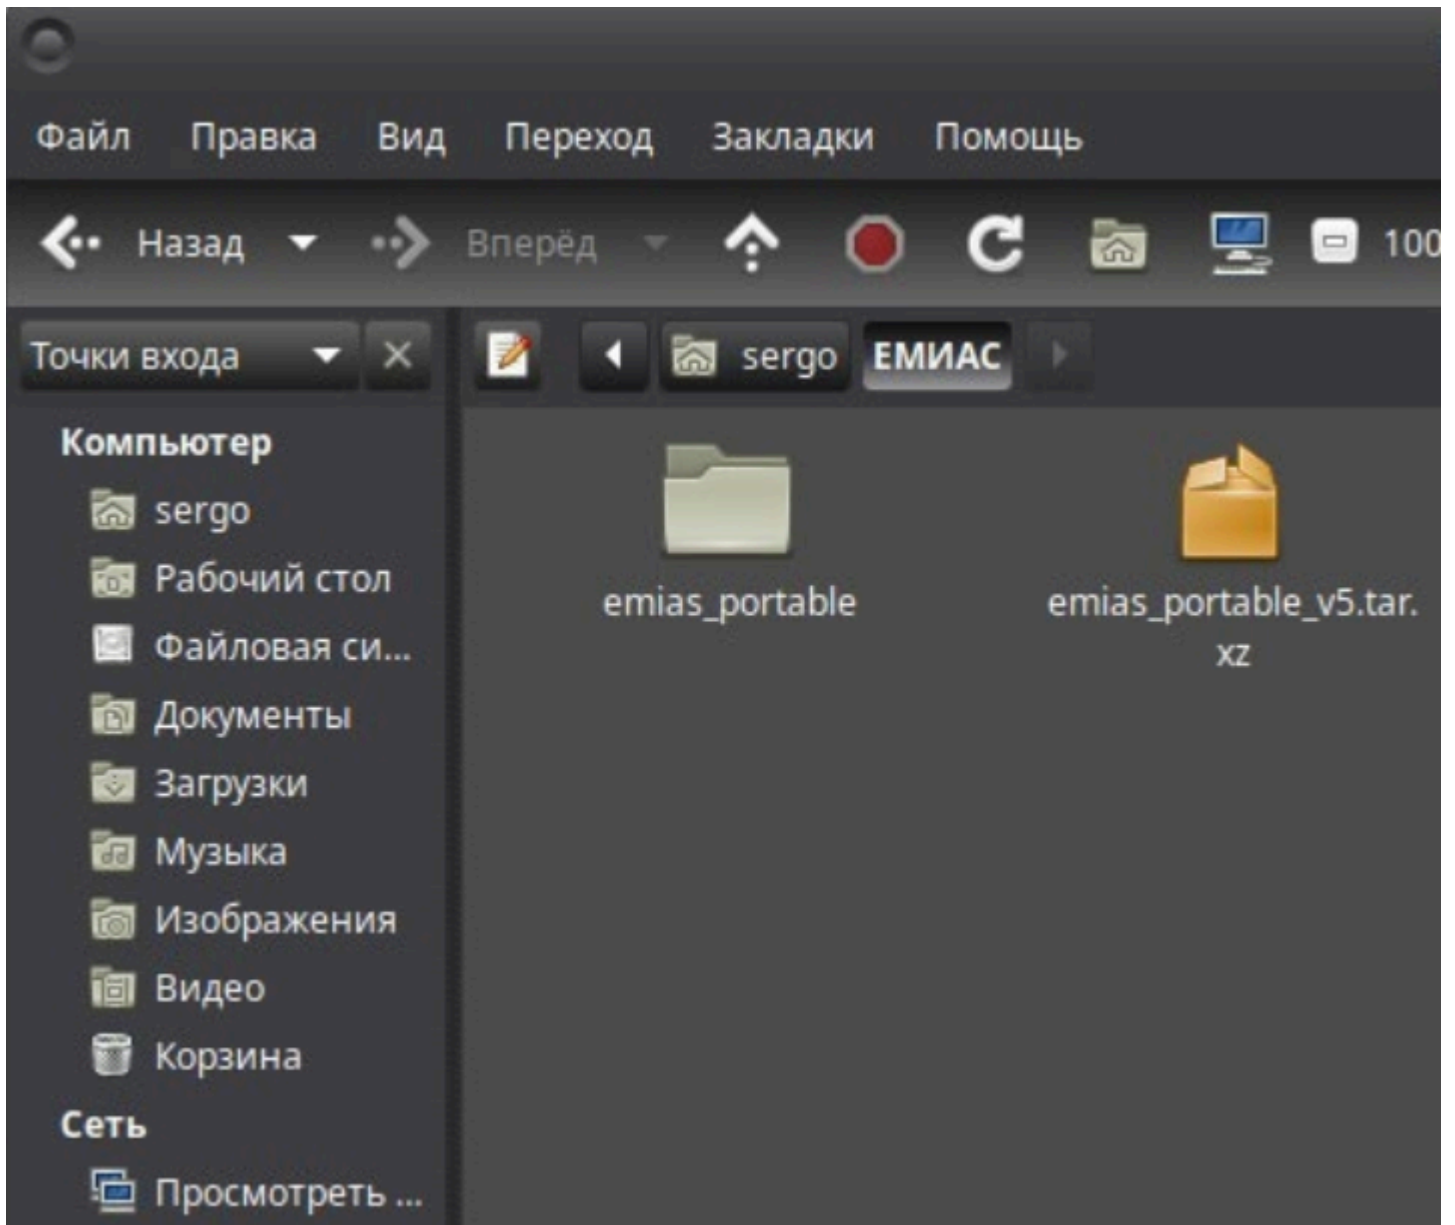 Файл Правка Вид Переход Закладки Помощь
Назад Вперёд 100
Точки входа
sergo ЕМИАС
Компьютер
sergo
Рабочий стол
Файловая си...
Документы
Загрузки
Музыка
Изображения
Видео
Корзина
Сеть
Просмотреть ...
emias_portable
emias_portable_v5.tar.
xz